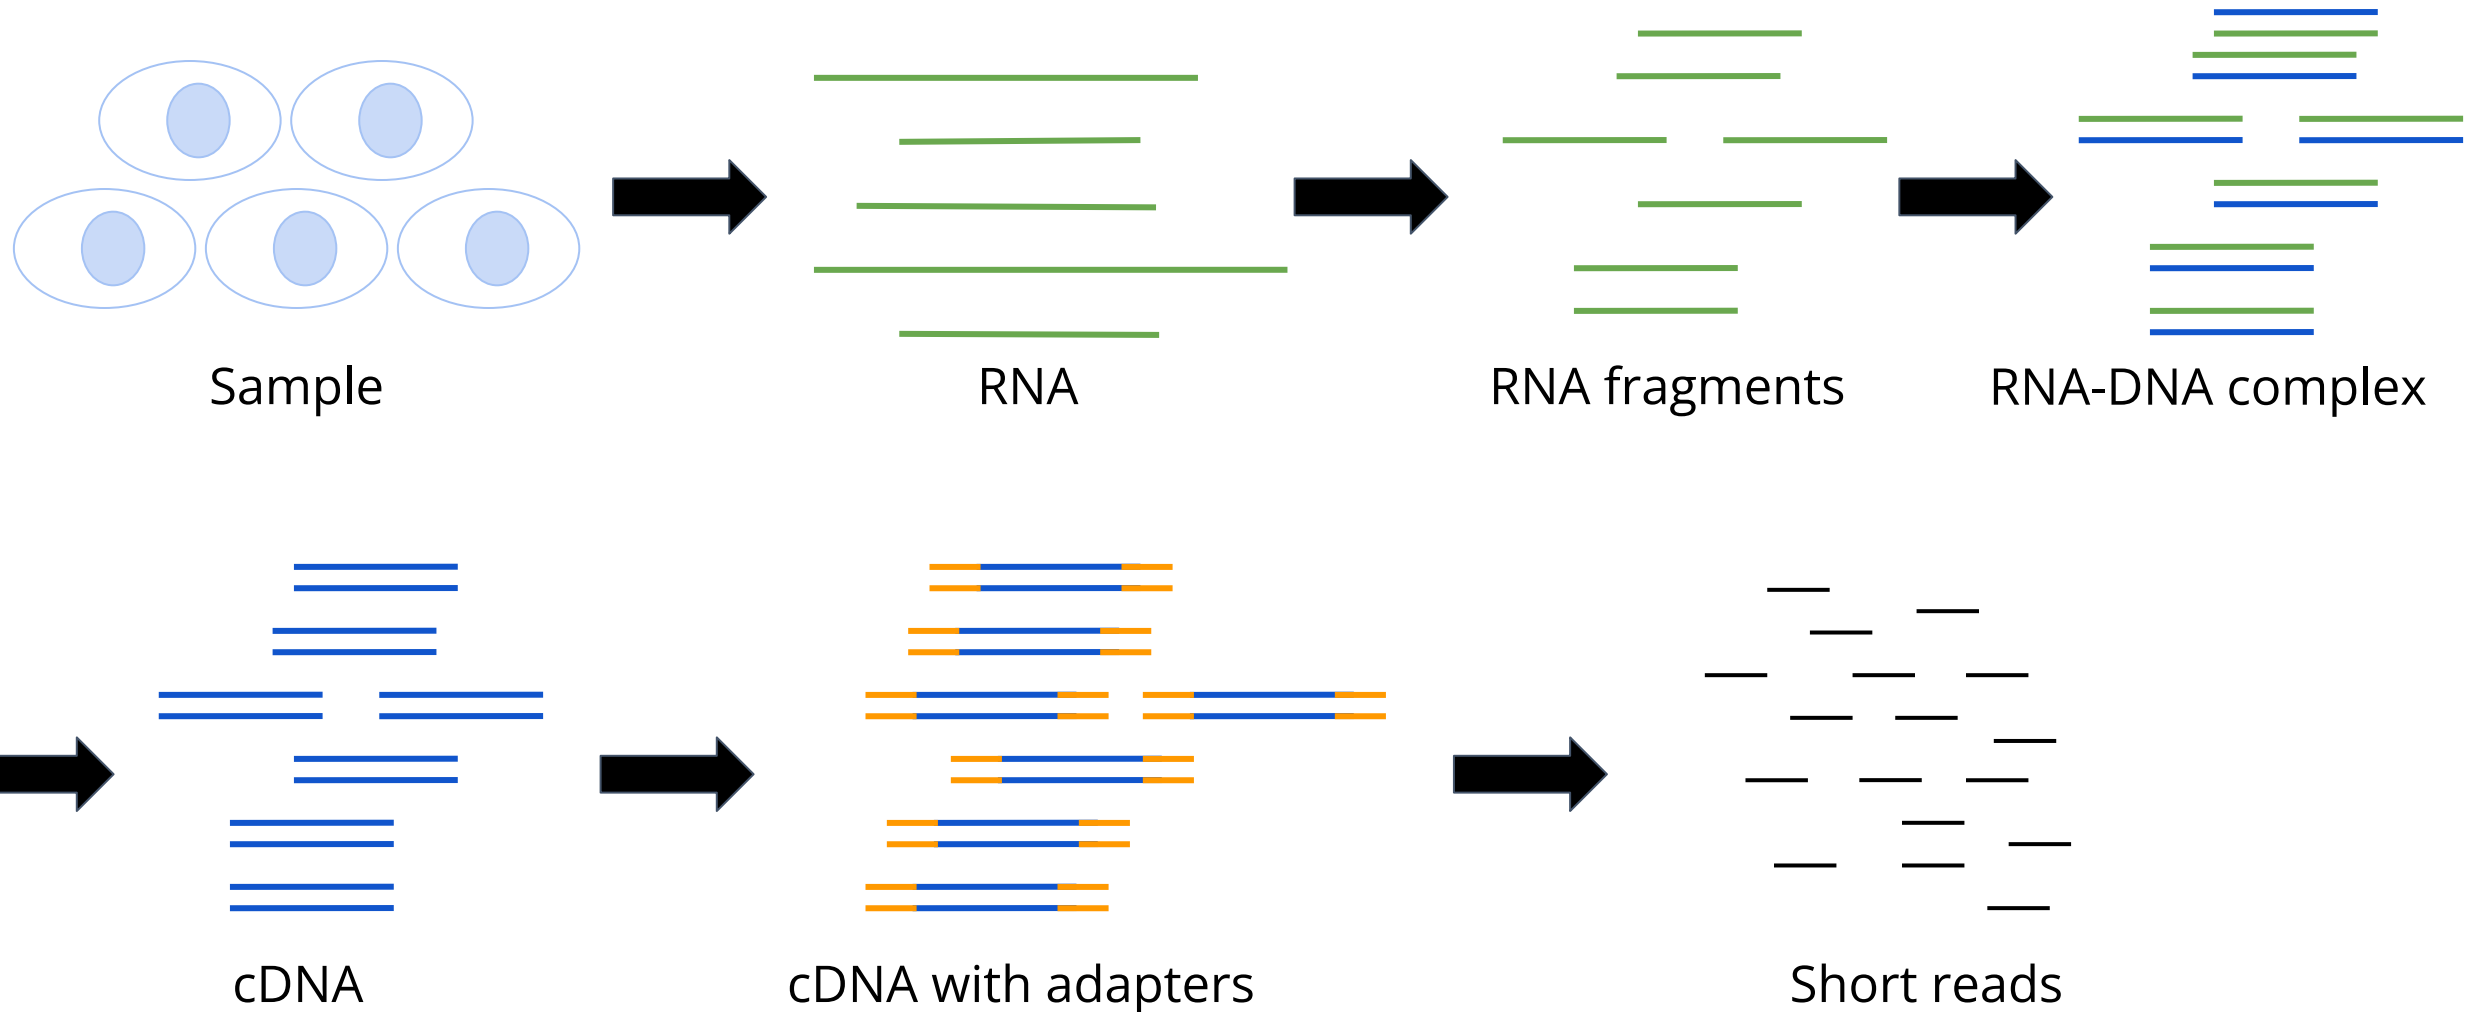 Sample
RNA
RNA fragments
RNA-DNA complex
cDNA
cDNA with adapters
Short reads